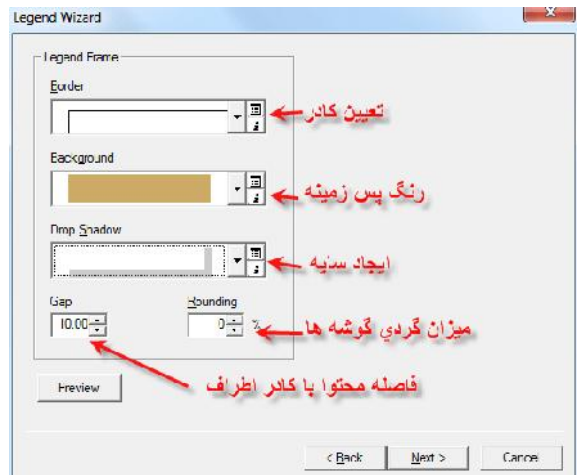 Legend Wizard
Legend Frame
Border
تعیین کادر
Background
رنگ پس زمینه
Drop Shadow
ایجاد سایه
Gap
Rounding
10.00
0 %
میزان گردي گوشه ها
فاصله محتوا با کادر اطراف
Preview
< Back
Next >
Cancel